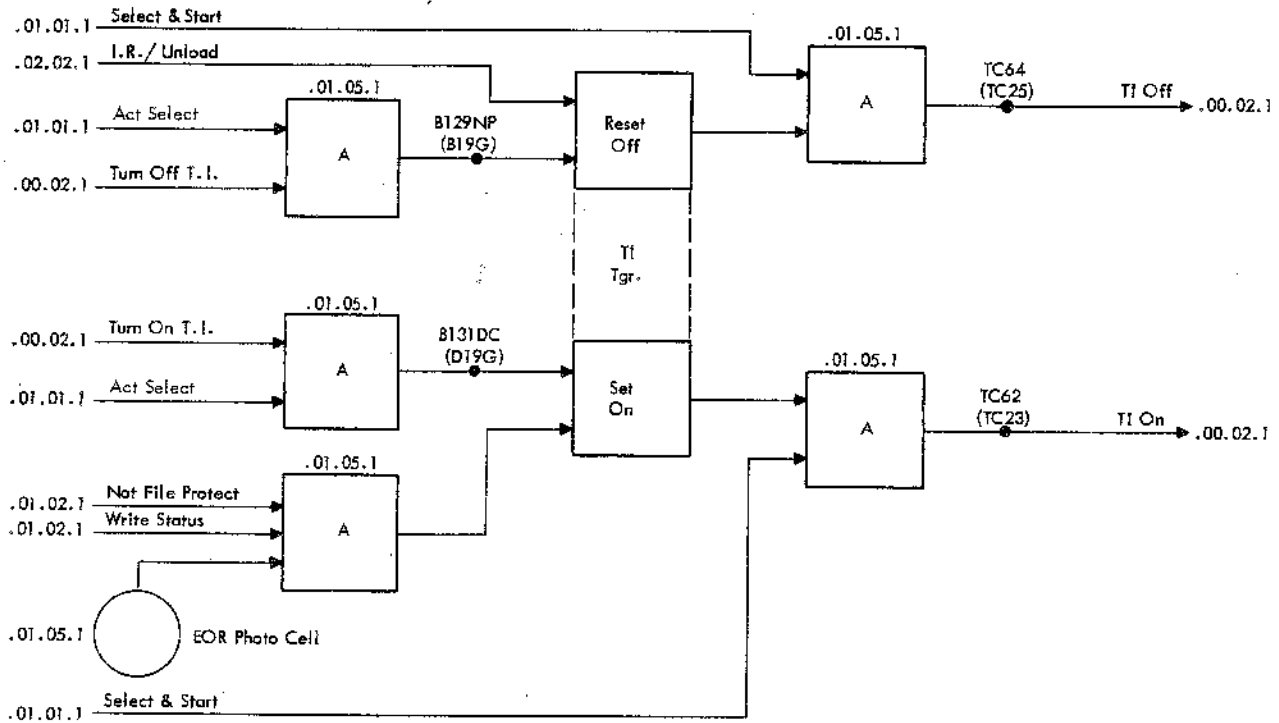 .01.01.1 Select & Start
.02.02.1 I.R./ Unload
.01.05.1
.01.01.1 Act Select
.00.02.1 Turn Off T.I.
A
B129NP
(B19G)
Reset
Off
.01.05.1
A
TC64
(TC25)
TI Off
.00.02.1
TI
Tgr.
.01.05.1
.00.02.1 Turn On T.I.
.01.01.1 Act Select
A
B131DC
(D19G)
Set
On
.01.05.1
A
TC62
(TC23)
TI On
.00.02.1
.01.05.1
.01.02.1 Not File Protect
.01.02.1 Write Status
A
.01.05.1
EOR Photo Cell
.01.01.1 Select & Start